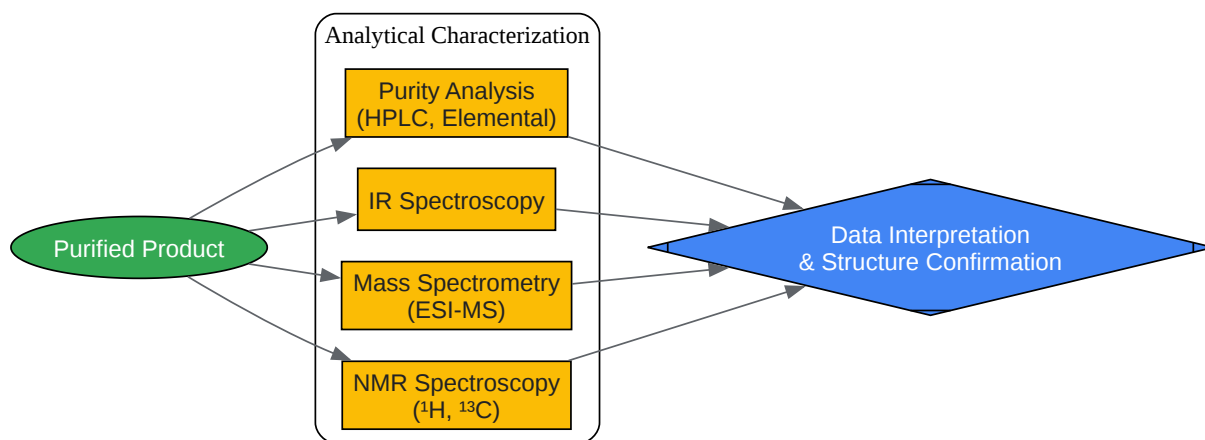 Analytical Characterization
Purity Analysis
(HPLC, Elemental)
IR Spectroscopy
Purified Product
Mass Spectrometry
(ESI-MS)
NMR Spectroscopy
(¹H, ¹³C)
Data Interpretation
& Structure Confirmation